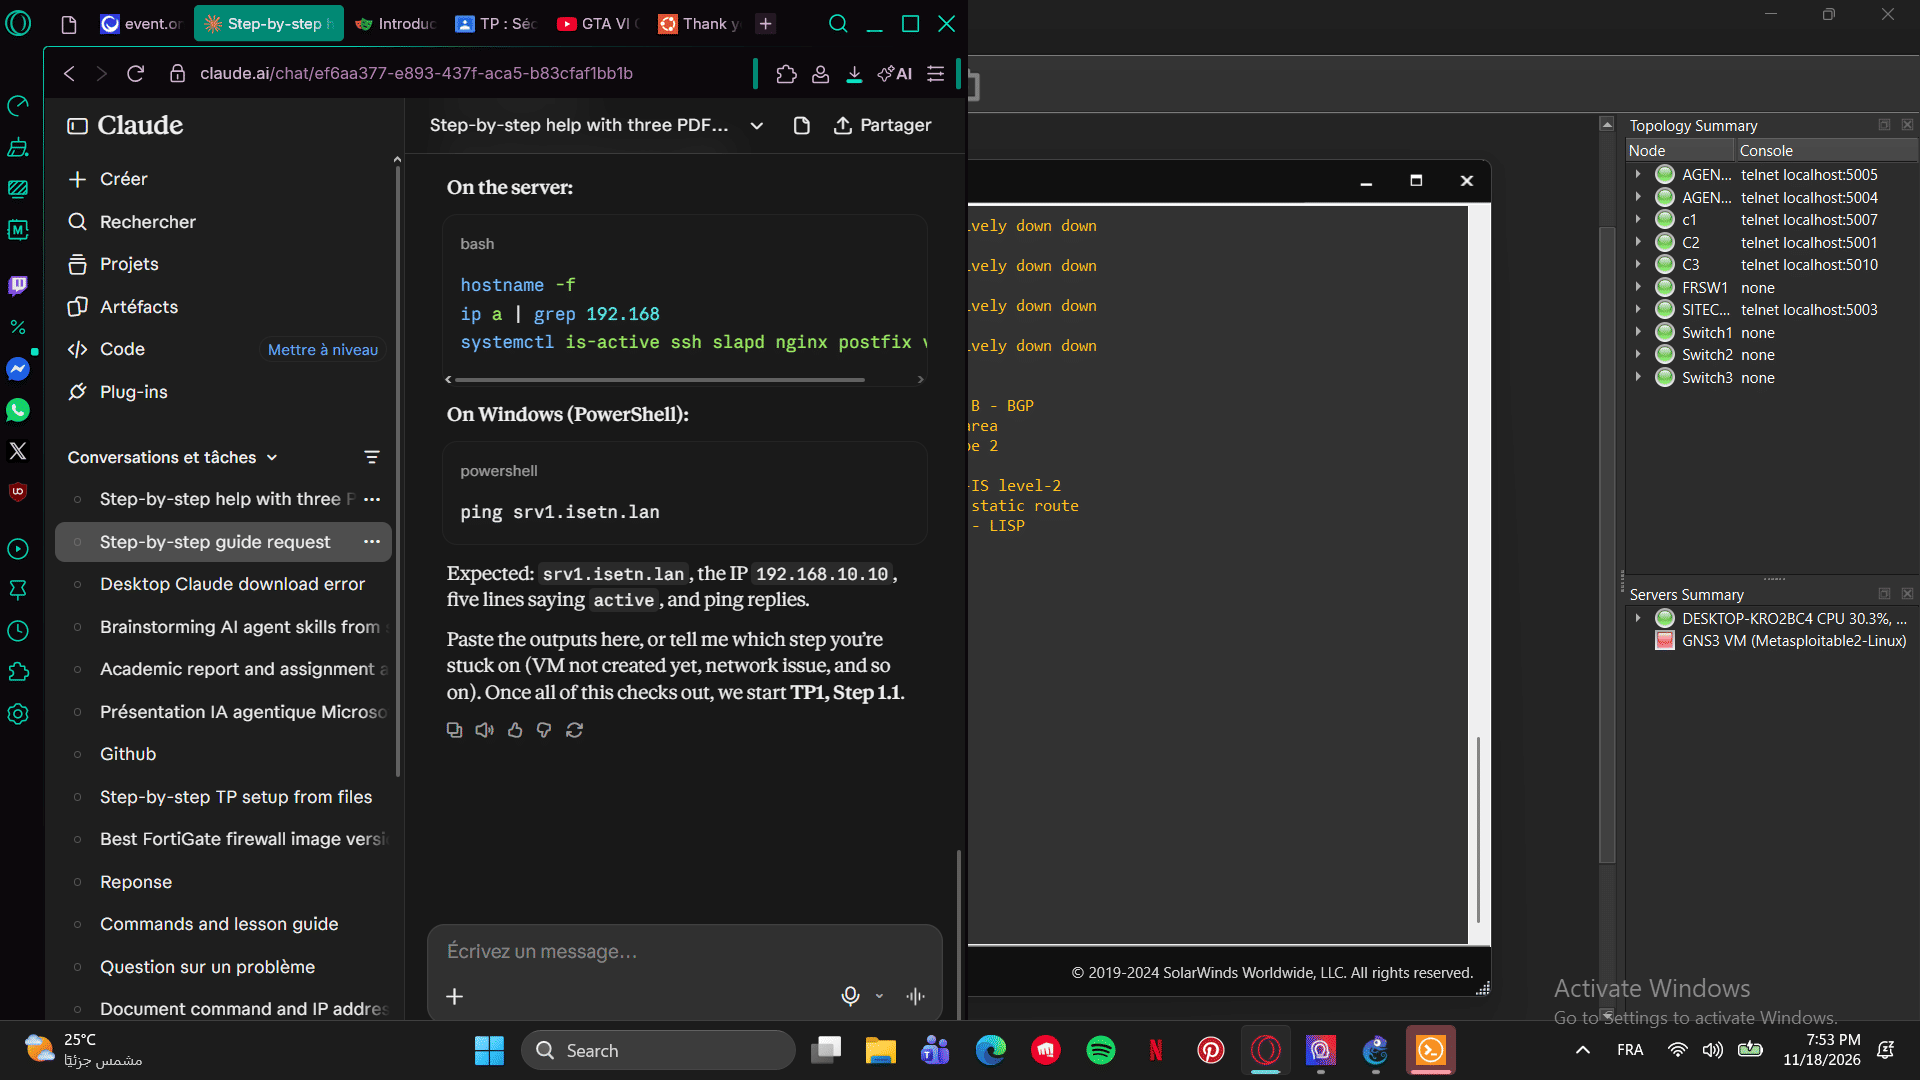 event.or
Step-by-step h
Introduc
TP : Séc
GTA VI
Thank y
claude.ai/chat/ef6aa377-e893-437f-aca5-b83cfaf1bb1b
AI
Claude
Créer
Rechercher
Projets
Artéfacts
Code
Mettre à niveau
Plug-ins
Conversations et tâches
Step-by-step help with three P
Step-by-step guide request
Desktop Claude download error
Brainstorming AI agent skills from
Academic report and assignment a
Présentation IA agentique Microso
Github
Step-by-step TP setup from files
Best FortiGate firewall image versi
Reponse
Commands and lesson guide
Question sur un problème
Document command and IP addres
Step-by-step help with three PDF...
Partager
On the server:
bash
hostname -f
ip a | grep 192.168
systemctl is-active ssh slapd nginx postfix
On Windows (PowerShell):
powershell
ping srv1.isetn.lan
Expected: srv1.isetn.lan, the IP 192.168.10.10,
five lines saying active, and ping replies.
Paste the outputs here, or tell me which step you're
stuck on (VM not created yet, network issue, and so
on). Once all of this checks out, we start TP1, Step 1.1.
Écrivez un message...
vely down down
vely down down
vely down down
vely down down
B - BGP
area
e 2
-IS level-2
static route
- LISP
© 2019-2024 SolarWinds Worldwide, LLC. All rights reserved.
Topology Summary
Node Console
AGEN... telnet localhost:5005
AGEN... telnet localhost:5004
c1 telnet localhost:5007
C2 telnet localhost:5001
C3 telnet localhost:5010
FRSW1 none
SITEC... telnet localhost:5003
Switch1 none
Switch2 none
Switch3 none
Servers Summary
DESKTOP-KRO2BC4 CPU 30.3%, ...
GNS3 VM (Metasploitable2-Linux)
Activate Windows
Go to Settings to activate Windows.
25°C
مشمس جزئيًا
Search
FRA
7:53 PM
11/18/2026